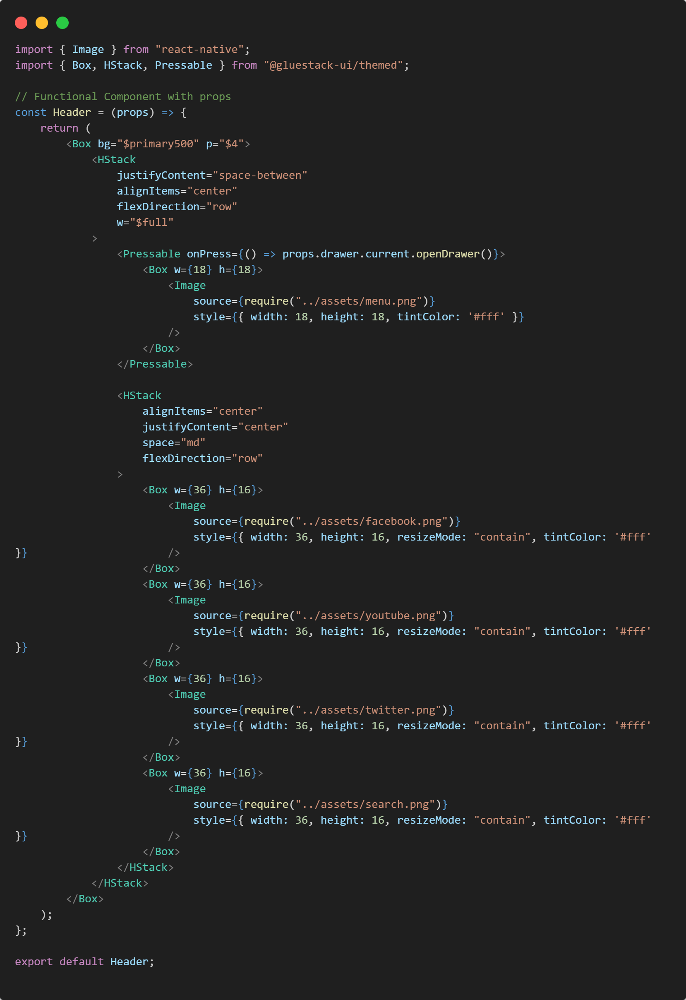 import { Image } from "react-native";
import { Box, HStack, Pressable } from "@gluestack-ui/themed";

// Functional Component with props
const Header = (props) => {
    return (
        <Box bg="$primary500" p="$4">
            <HStack
                justifyContent="space-between"
                alignItems="center"
                flexDirection="row"
                w="$full"
            >
                <Pressable onPress={() => props.drawer.current.openDrawer()}>
                    <Box w={18} h={18}>
                        <Image
                            source={require("../assets/menu.png")}
                            style={{ width: 18, height: 18, tintColor: '#fff' }}
                        />
                    </Box>
                </Pressable>

                <HStack
                    alignItems="center"
                    justifyContent="center"
                    space="md"
                    flexDirection="row"
                >
                    <Box w={36} h={16}>
                        <Image
                            source={require("../assets/facebook.png")}
                            style={{ width: 36, height: 16, resizeMode: "contain", tintColor: '#fff'
}}                      />
                    </Box>
                    <Box w={36} h={16}>
                        <Image
                            source={require("../assets/youtube.png")}
                            style={{ width: 36, height: 16, resizeMode: "contain", tintColor: '#fff'
}}                      />
                    </Box>
                    <Box w={36} h={16}>
                        <Image
                            source={require("../assets/twitter.png")}
                            style={{ width: 36, height: 16, resizeMode: "contain", tintColor: '#fff'
}}                      />
                    </Box>
                    <Box w={36} h={16}>
                        <Image
                            source={require("../assets/search.png")}
                            style={{ width: 36, height: 16, resizeMode: "contain", tintColor: '#fff'
}}                      />
                    </Box>
                </HStack>
            </HStack>
        </Box>
    );
};

export default Header;